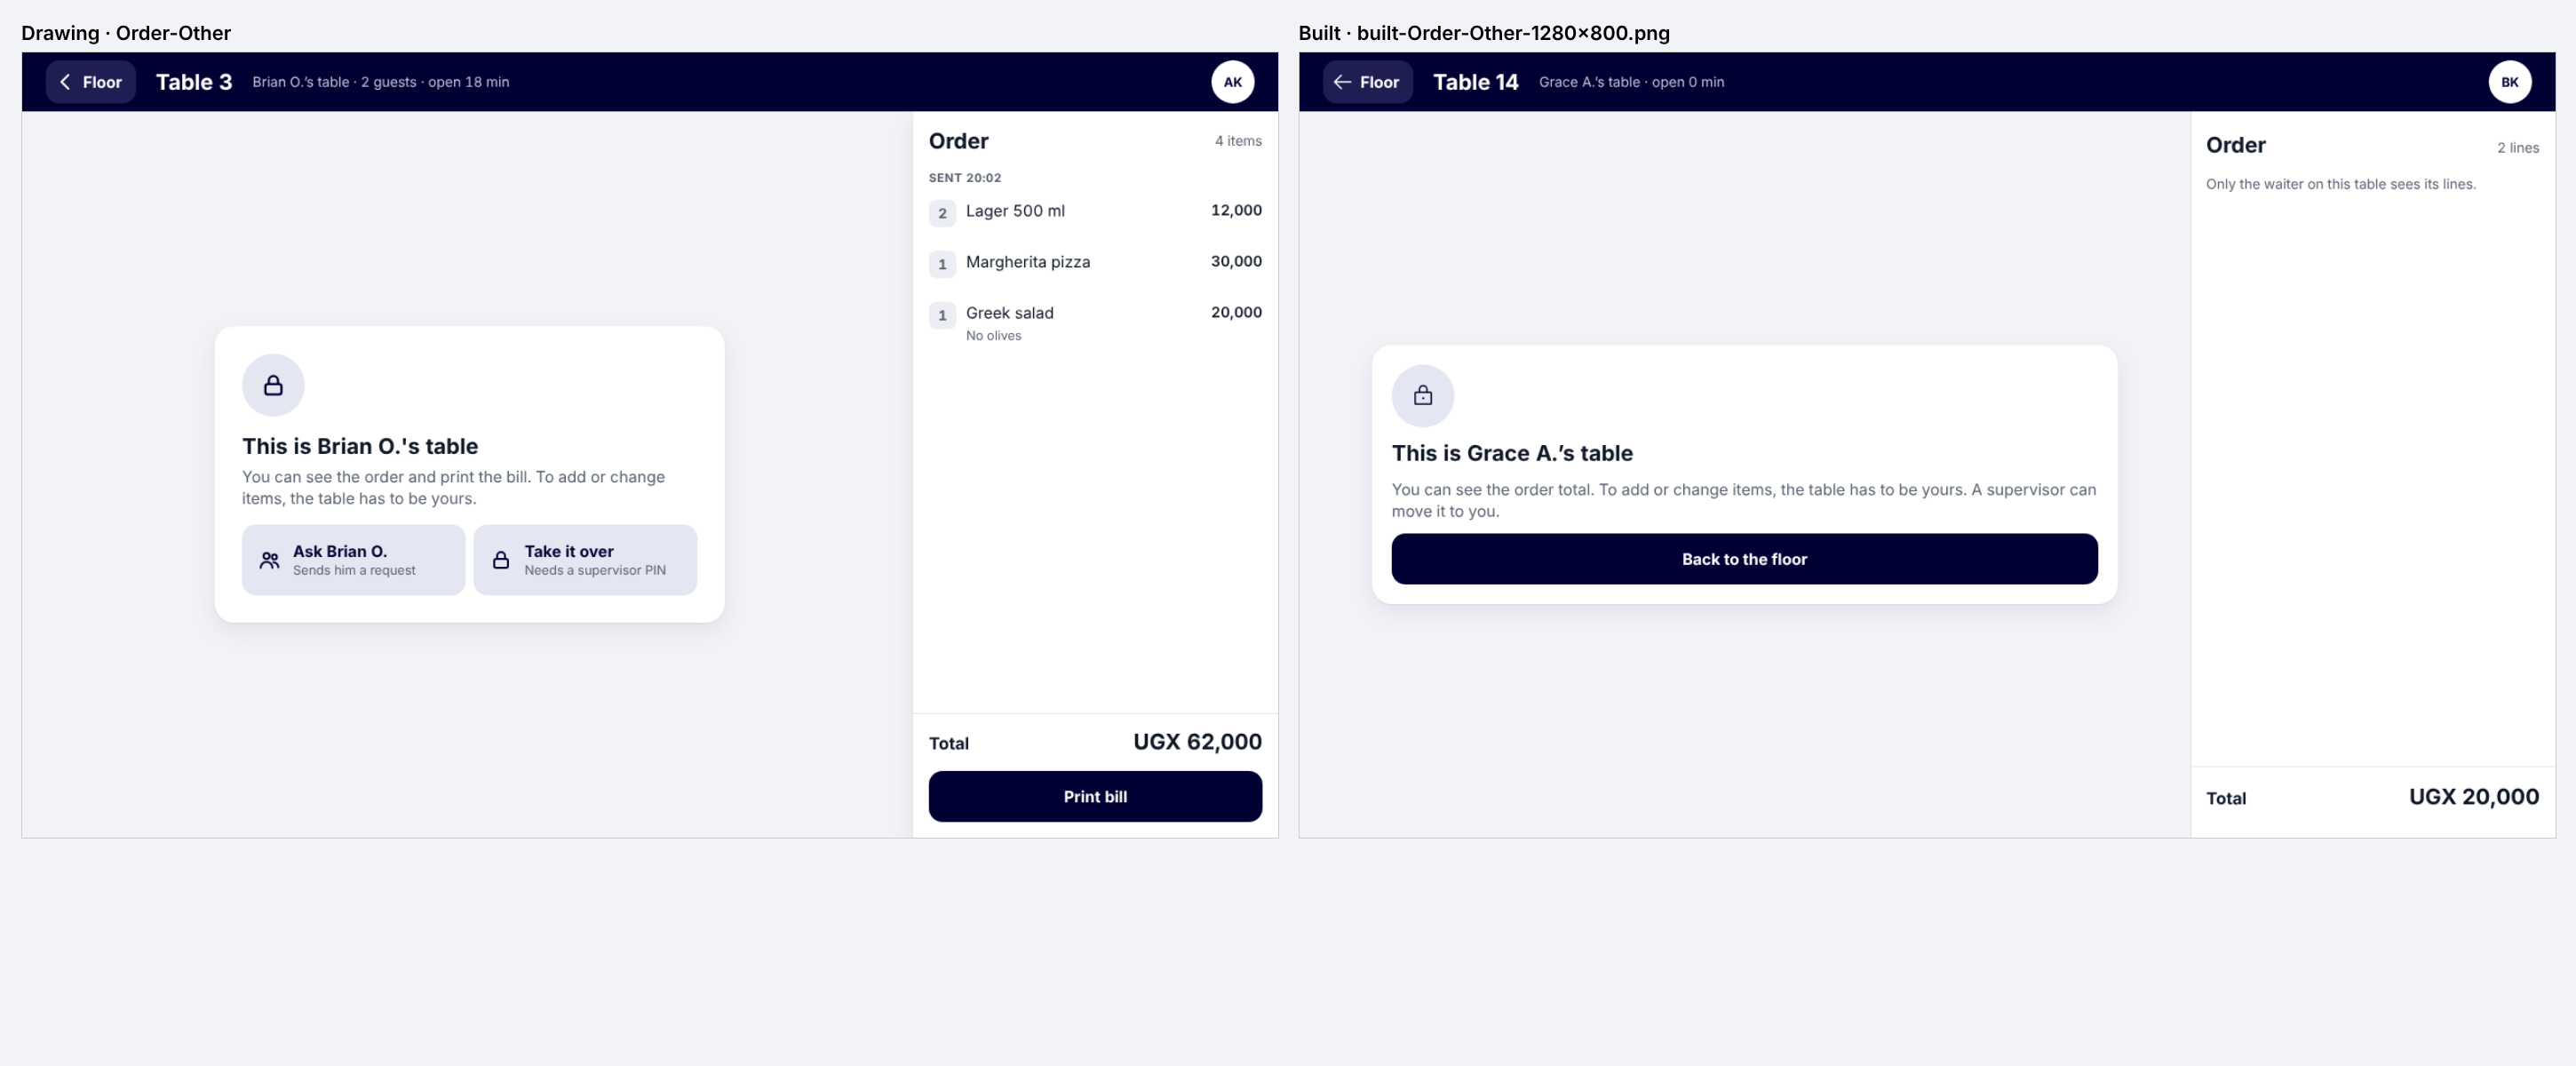 Drawing · Order-Other
Floor
Table 3
Brian O.’s table · 2 guests · open 18 min
AK
Order
4 items
SENT 20:02
2 Lager 500 ml 12,000
1 Margherita pizza 30,000
1 Greek salad 20,000
No olives
This is Brian O.'s table
You can see the order and print the bill. To add or change
items, the table has to be yours.
Ask Brian O.
Sends him a request
Take it over
Needs a supervisor PIN
Total UGX 62,000
Print bill
Built · built-Order-Other-1280×800.png
Floor
Table 14
Grace A.’s table · open 0 min
BK
Order
2 lines
Only the waiter on this table sees its lines.
This is Grace A.’s table
You can see the order total. To add or change items, the table has to be yours. A supervisor can
move it to you.
Back to the floor
Total UGX 20,000